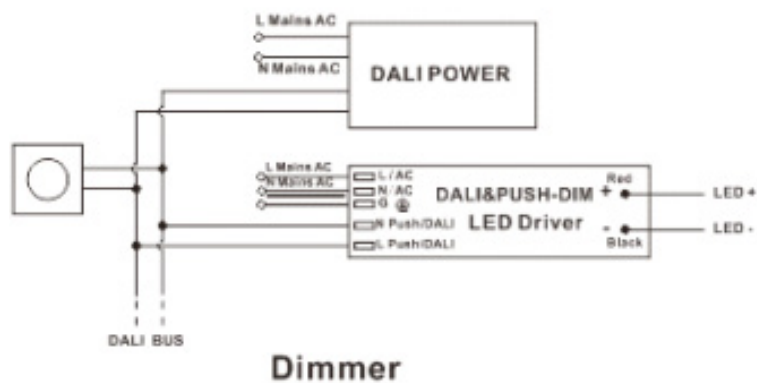 L Mains AC
N Mains AC
DALI POWER
L Mains AC
N Mains AC
L / AC
N / AC
G
N Push/DALI
L Push/DALI
DALI&PUSH-DIM
LED Driver
Red
+
-
Black
LED +
LED -
DALI BUS
Dimmer